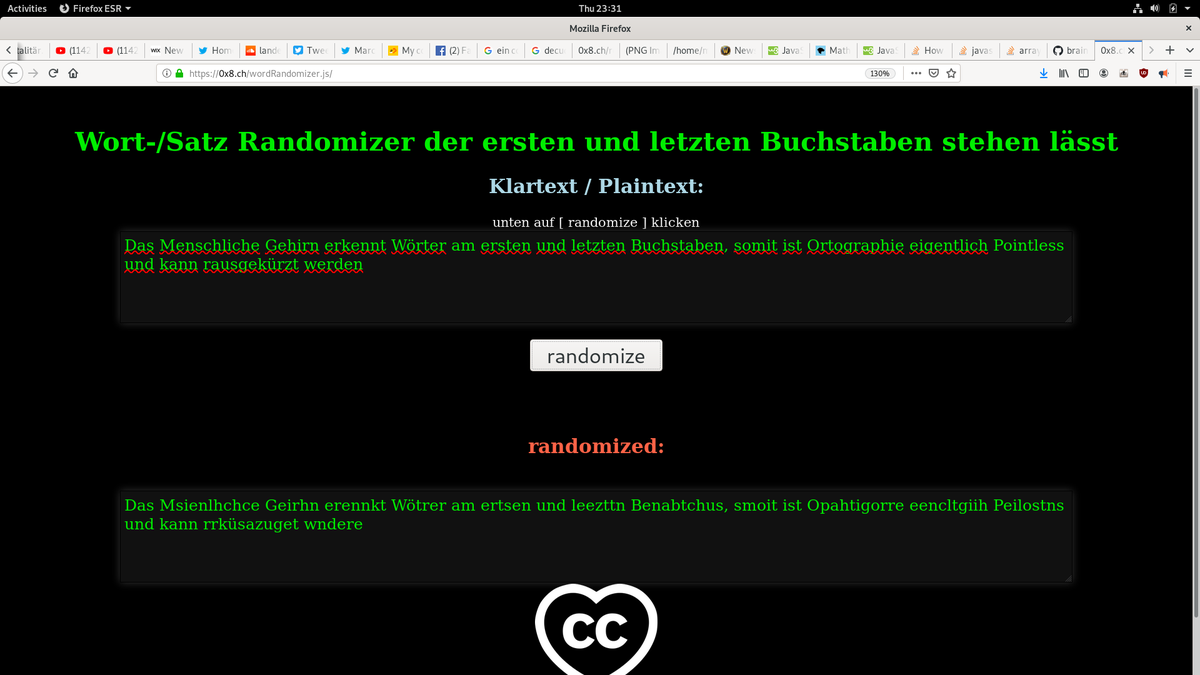 Activities Firefox ESR Thu 23:31
Mozilla Firefox
(1142 (1142 WIX New Hom land Twee Marc My c (2) Fa ein c decu 0x8.ch/r (PNG Im /home/n New Java Math Java How javas array brain 0x8.c
https://0x8.ch/wordRandomizer.js/ 130%
Wort-/Satz Randomizer der ersten und letzten Buchstaben stehen lässt
Klartext / Plaintext:
unten auf [ randomize ] klicken
Das Menschliche Gehirn erkennt Wörter am ersten und letzten Buchstaben, somit ist Ortographie eigentlich Pointless
und kann rausgekürzt werden
randomize
randomized:
Das Msienlhchce Geirhn erennkt Wötrer am ertsen und leezttn Benabtchus, smoit ist Opahtigorre eencltgiih Peilostns
und kann rrküsazuget wndere
cc